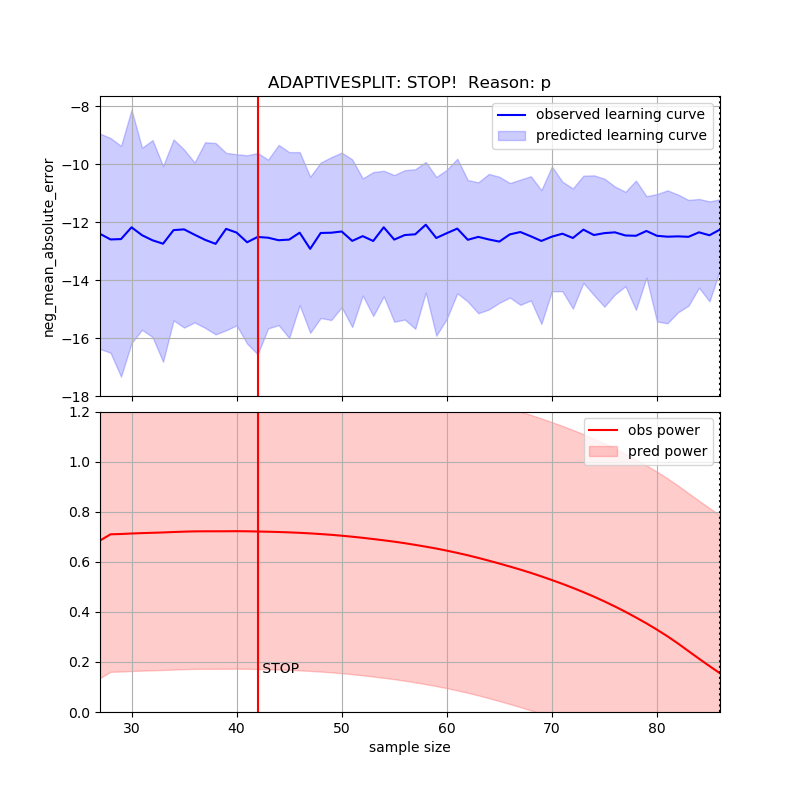 ADAPTIVESPLIT: STOP!  Reason: p
−8
−10
−12
−14
−16
−18
neg_mean_absolute_error
observed learning curve
predicted learning curve
1.2
1.0
0.8
0.6
0.4
0.2
0.0
obs power
pred power
STOP
30
40
50
60
70
80
sample size